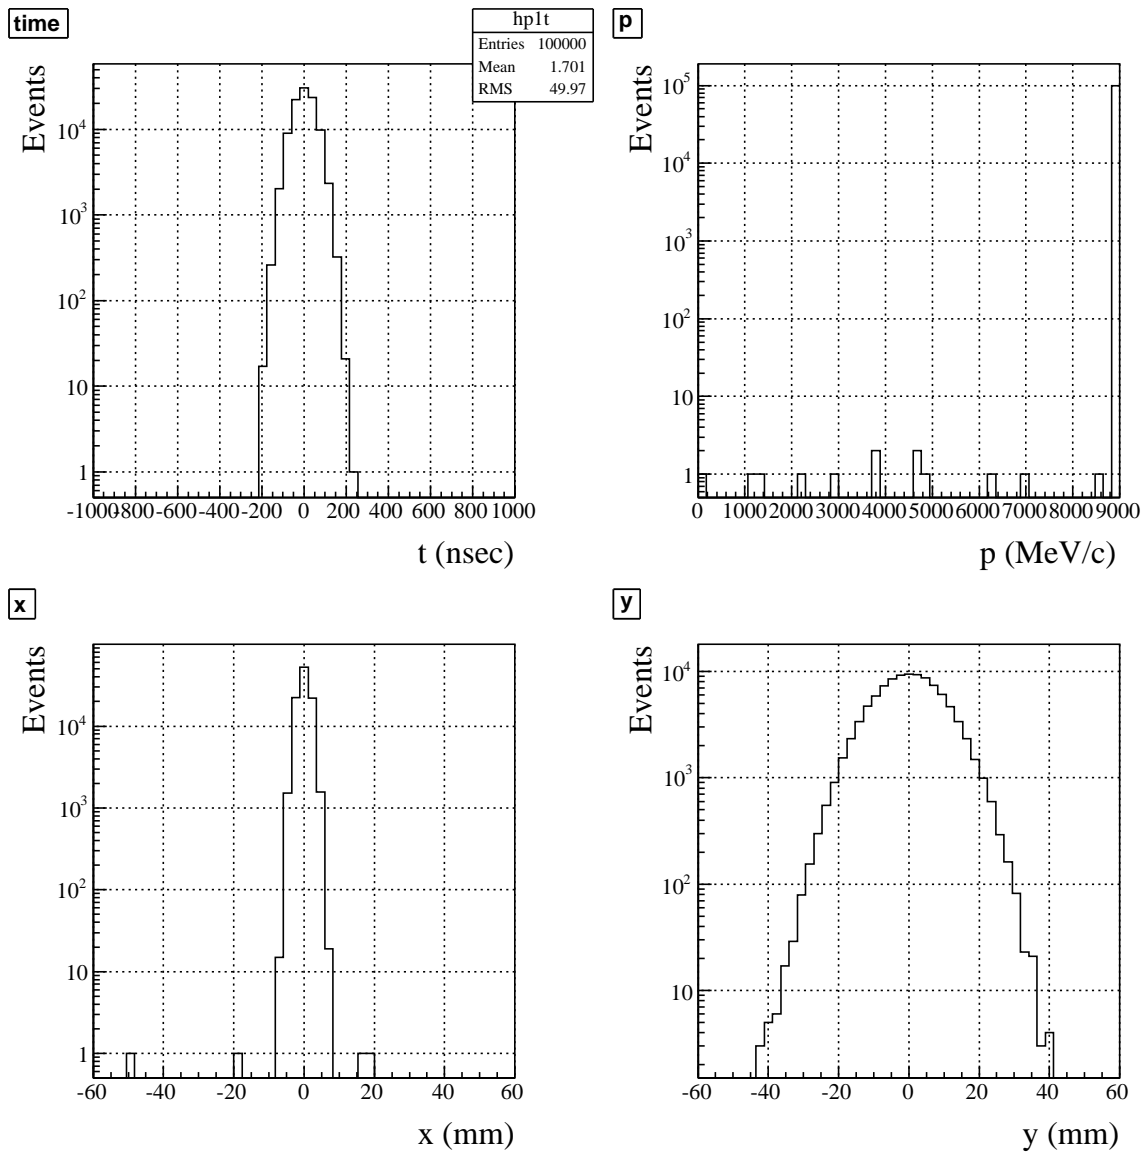 time
hp1t
Entries 100000
Mean 1.701
RMS 49.97
Events
10^4
10^3
10^2
10
1
-1000 -800 -600 -400 -200 0 200 400 600 800 1000
t (nsec)
p
Events
10^5
10^4
10^3
10^2
10
1
0 1000 2000 3000 4000 5000 6000 7000 8000 9000
p (MeV/c)
x
Events
10^4
10^3
10^2
10
1
-60 -40 -20 0 20 40 60
x (mm)
y
Events
10^4
10^3
10^2
10
-60 -40 -20 0 20 40 60
y (mm)